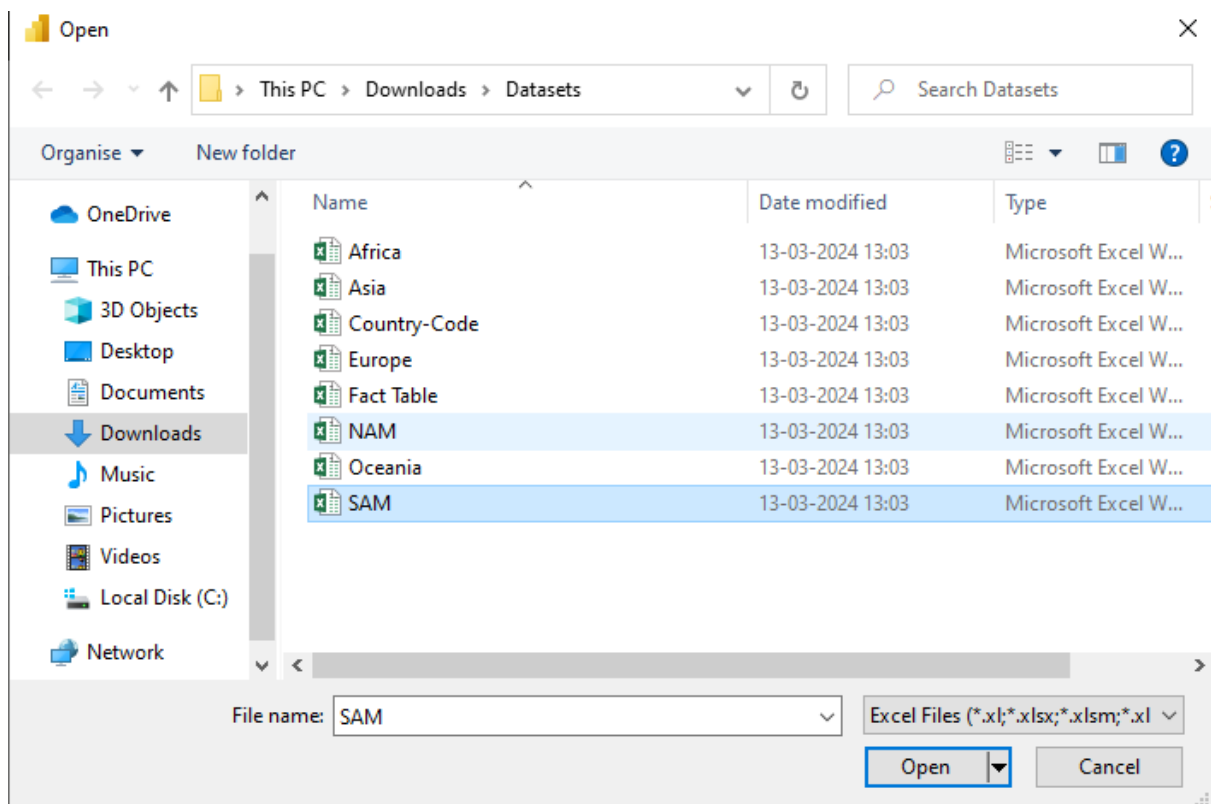 Open
This PC > Downloads > Datasets
Search Datasets
Organise
New folder
Name
Date modified
Type
OneDrive
This PC
3D Objects
Desktop
Documents
Downloads
Music
Pictures
Videos
Local Disk (C:)
Network
Africa 13-03-2024 13:03 Microsoft Excel W...
Asia 13-03-2024 13:03 Microsoft Excel W...
Country-Code 13-03-2024 13:03 Microsoft Excel W...
Europe 13-03-2024 13:03 Microsoft Excel W...
Fact Table 13-03-2024 13:03 Microsoft Excel W...
NAM 13-03-2024 13:03 Microsoft Excel W...
Oceania 13-03-2024 13:03 Microsoft Excel W...
SAM 13-03-2024 13:03 Microsoft Excel W...
File name: SAM
Excel Files (*.xl;*.xlsx;*.xlsm;*.xl
Open
Cancel